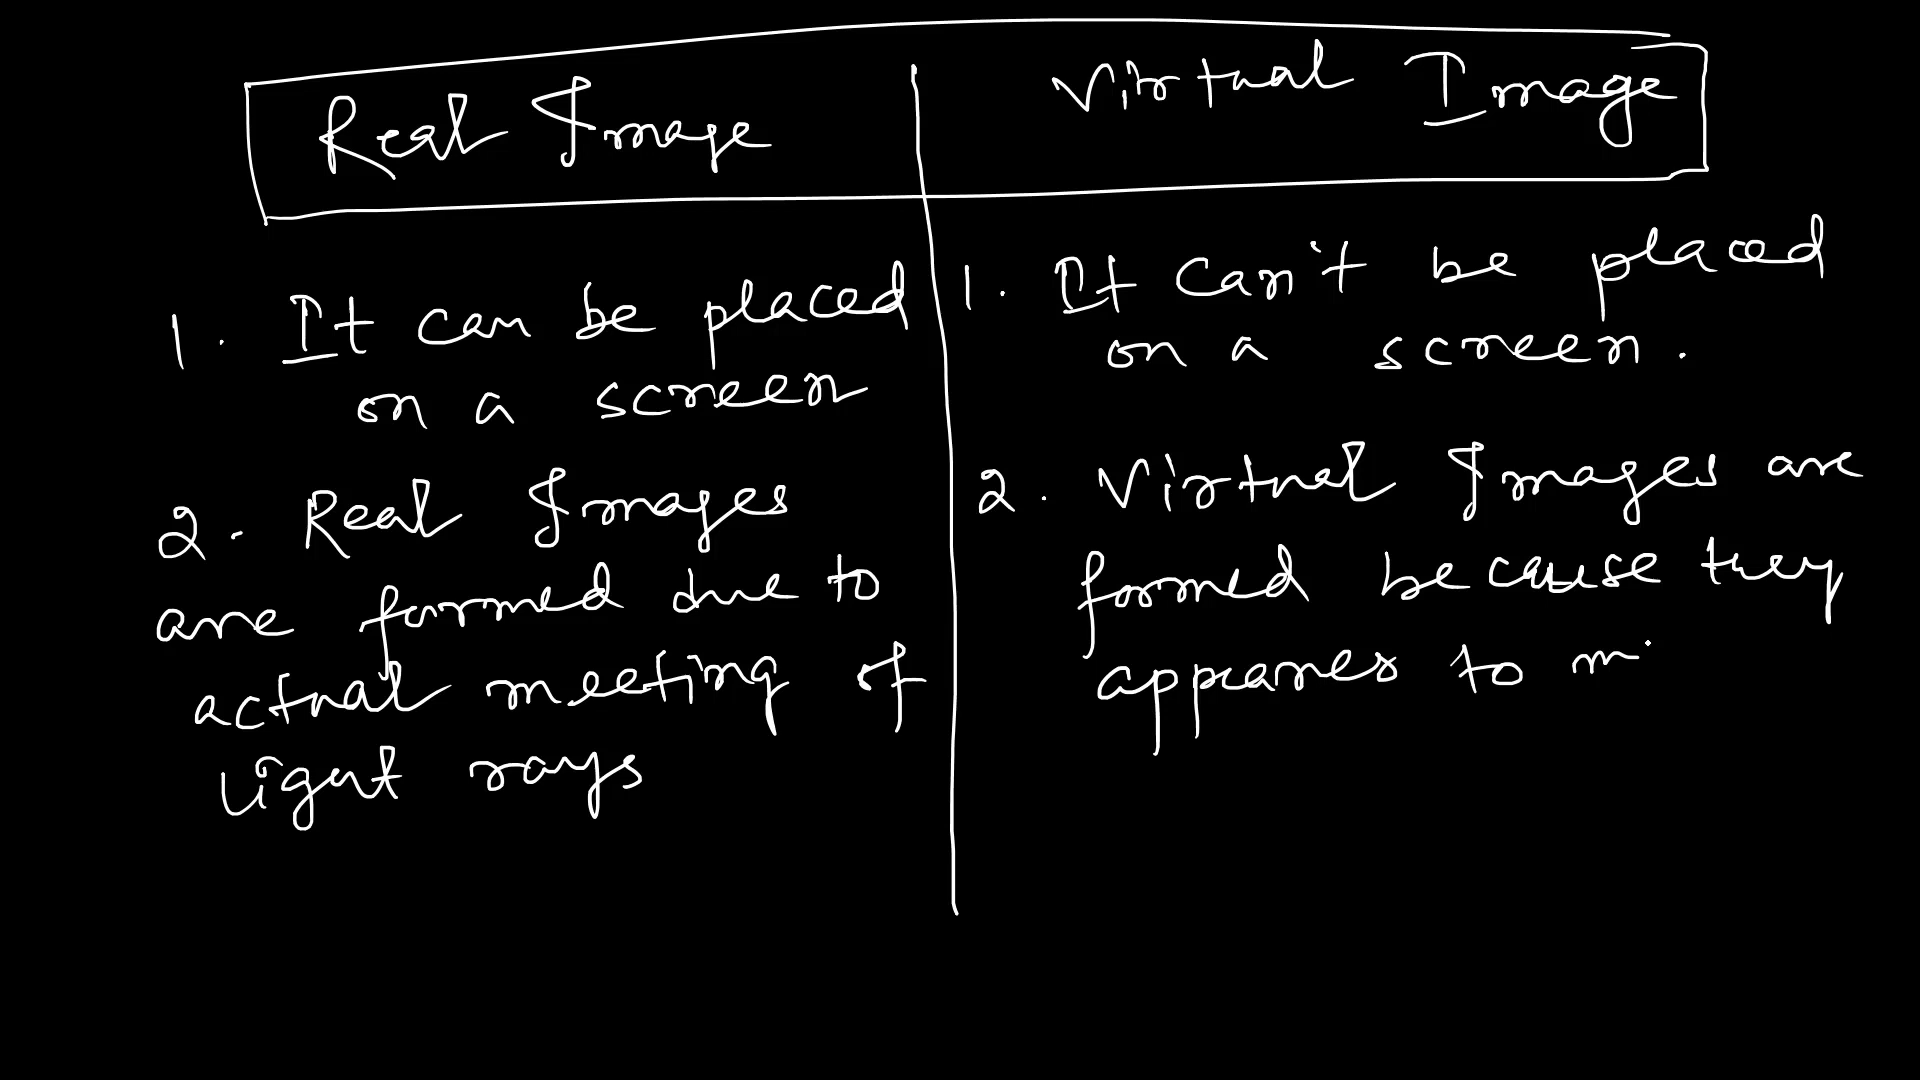 Real Image
Virtual Image
1. It can be placed
on a screen
2. Real Images
are formed due to
actual meeting of
light rays
1. It can't be placed
on a screen.
2. Virtual Images are
formed because they
appears to m